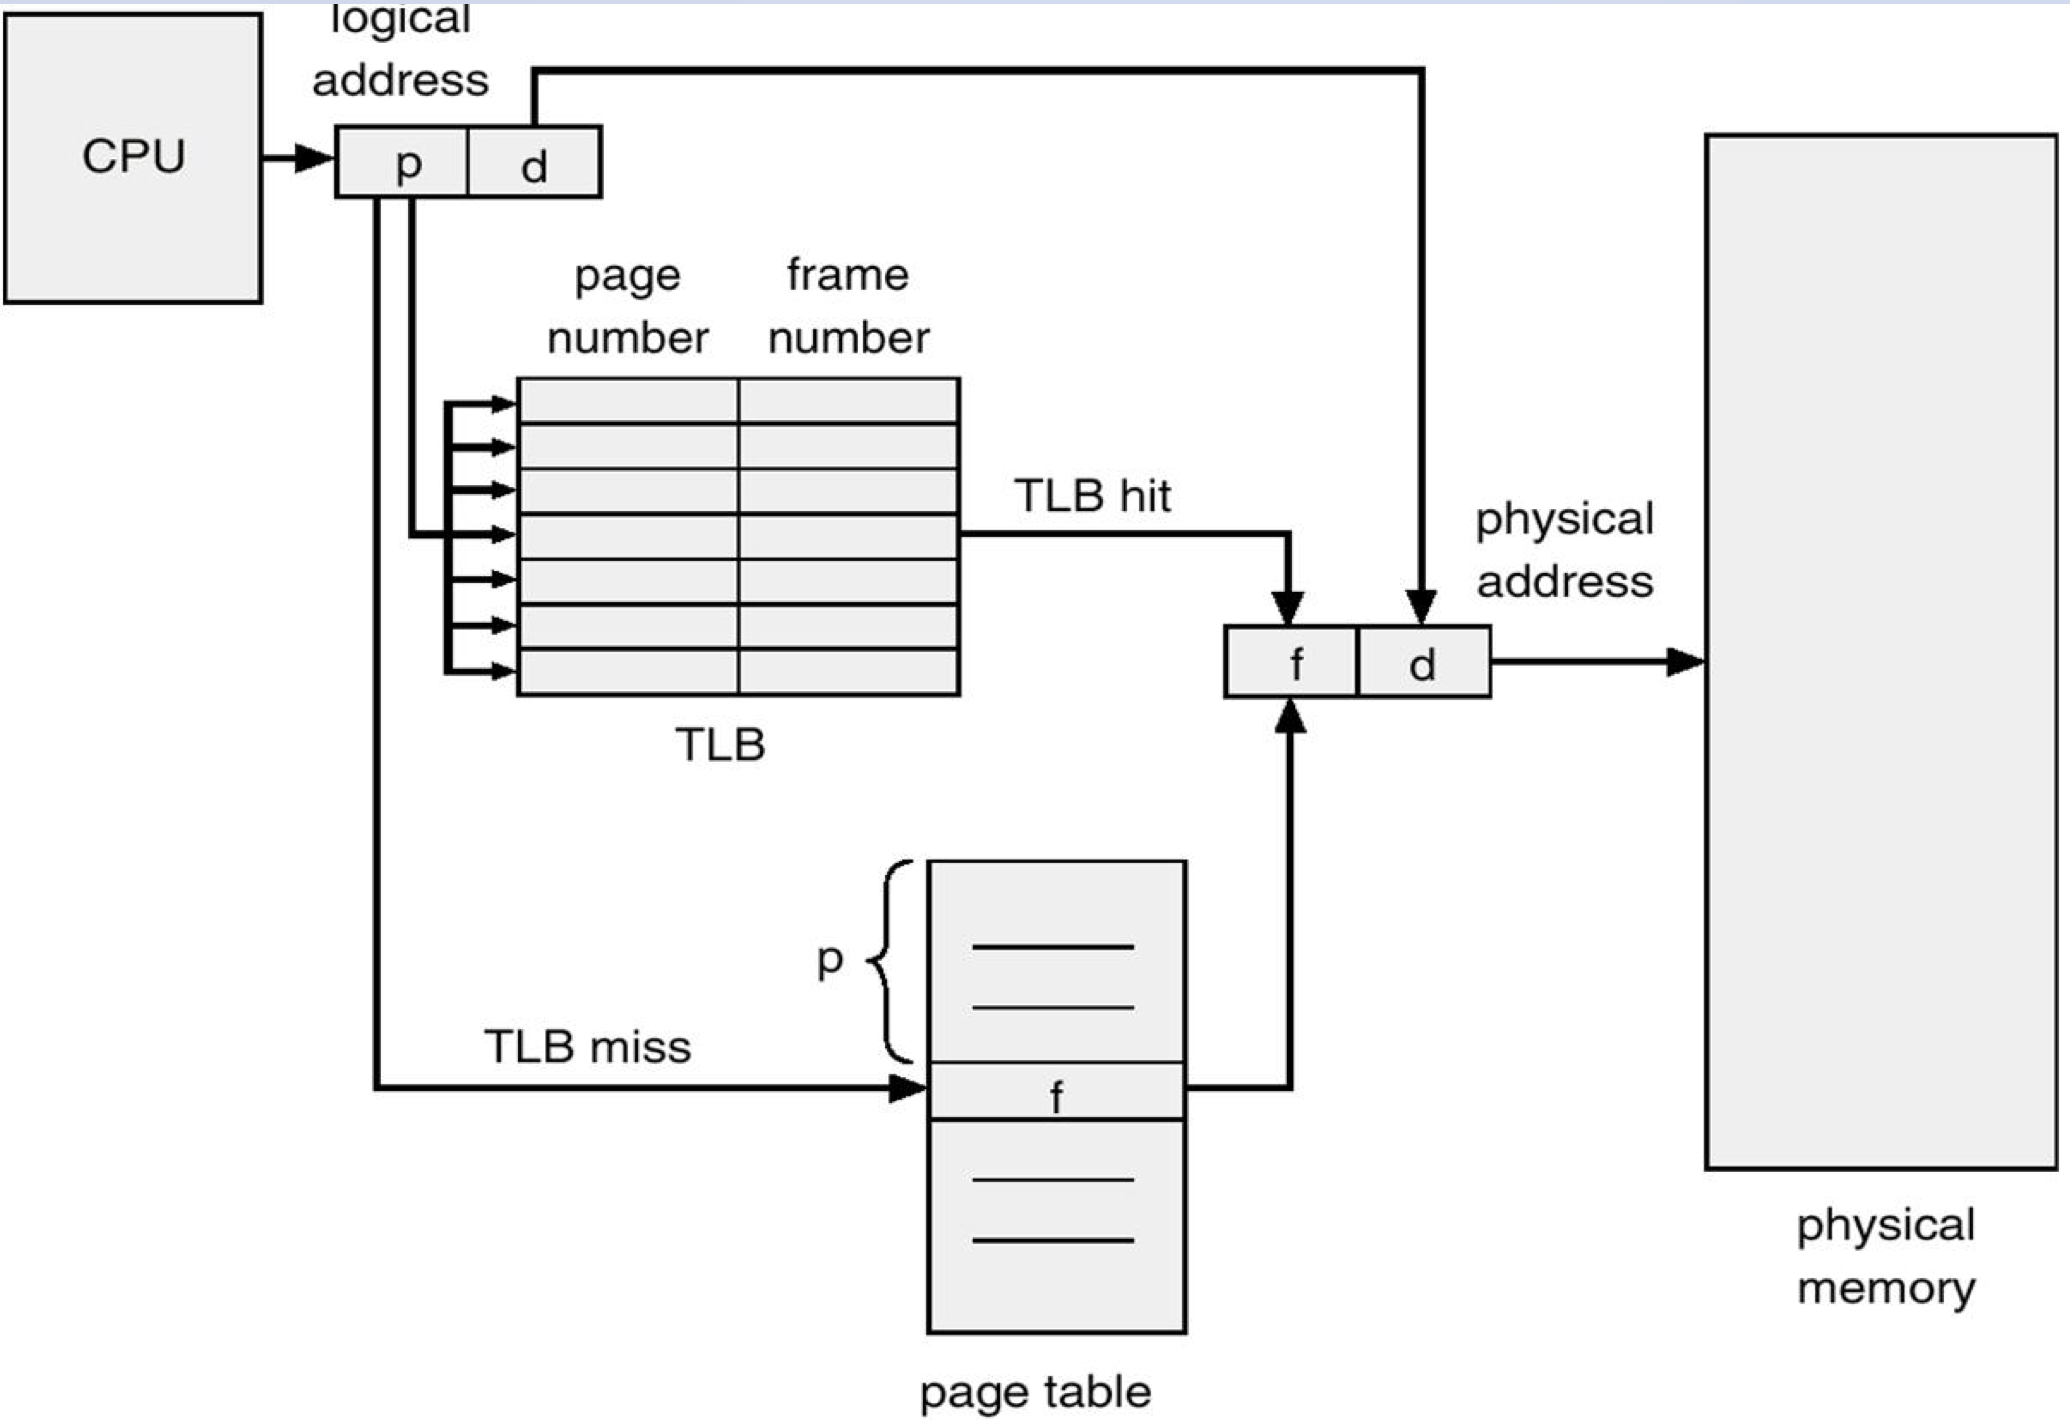 logical
address
CPU
p
d
page
number
frame
number
TLB hit
physical
address
f
d
TLB
p
TLB miss
f
physical
memory
page table